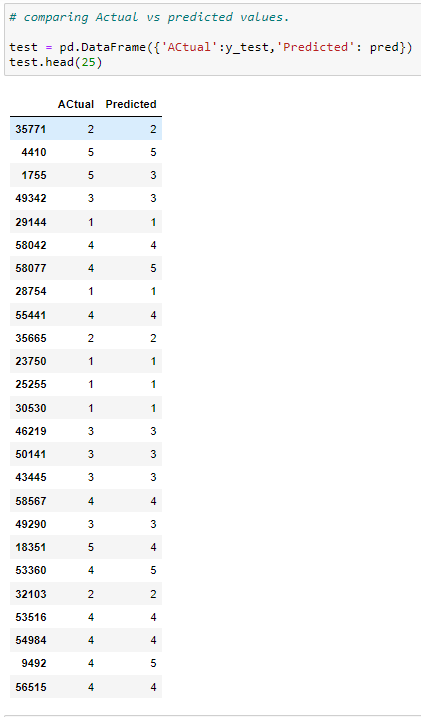 # comparing Actual vs predicted values.
test = pd.DataFrame({'ACtual':y_test,'Predicted': pred})
test.head(25)
ACtual Predicted
35771 2 2
4410 5 5
1755 5 3
49342 3 3
29144 1 1
58042 4 4
58077 4 5
28754 1 1
55441 4 4
35665 2 2
23750 1 1
25255 1 1
30530 1 1
46219 3 3
50141 3 3
43445 3 3
58567 4 4
49290 3 3
18351 5 4
53360 4 5
32103 2 2
53516 4 4
54984 4 4
9492 4 5
56515 4 4